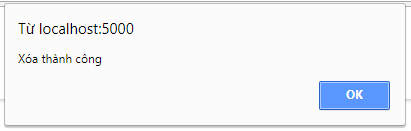 Từ localhost:5000
Xóa thành công
OK